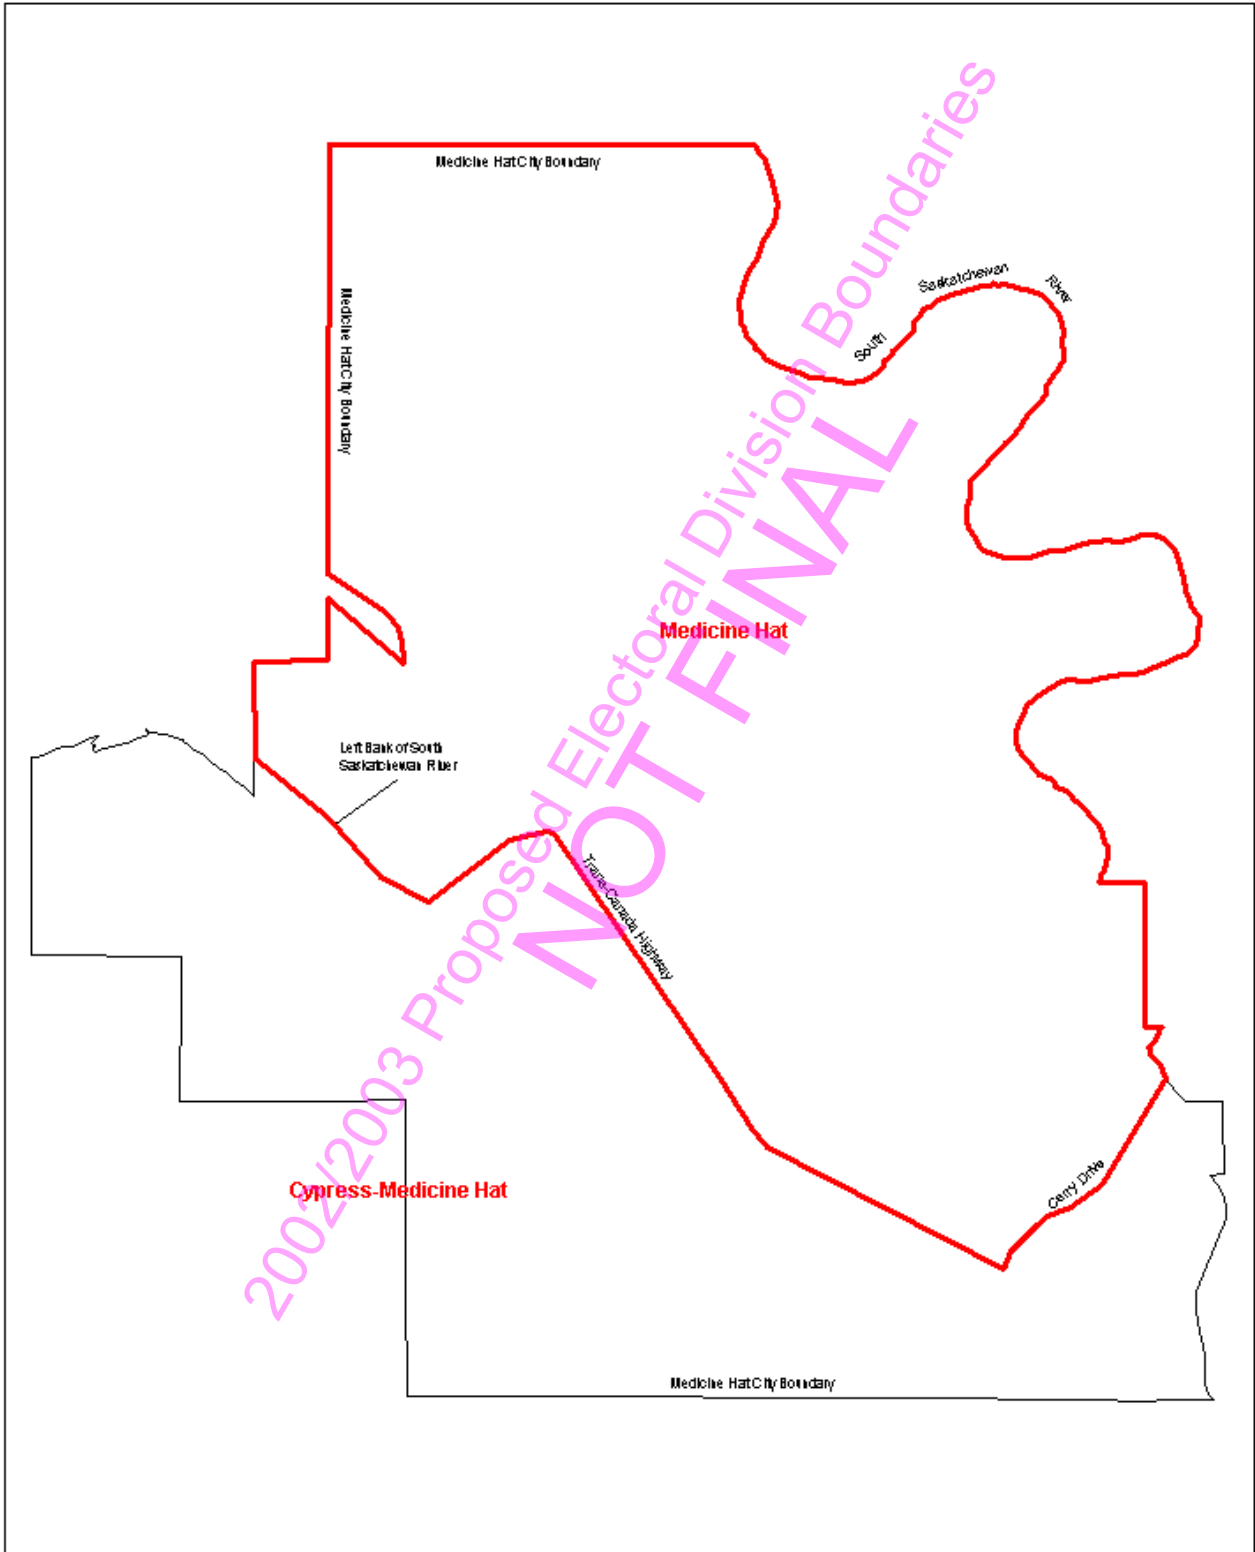 Medicine Hat City Boundary
Medicine Hat City Boundary
South
Saskatchewan
River
Medicine Hat
Left Bank of South
Saskatchewan River
Trans-Canada Highway
Carry Drive
Cypress-Medicine Hat
Medicine Hat City Boundary
2002/2003 Proposed Electoral Division Boundaries
NOT FINAL